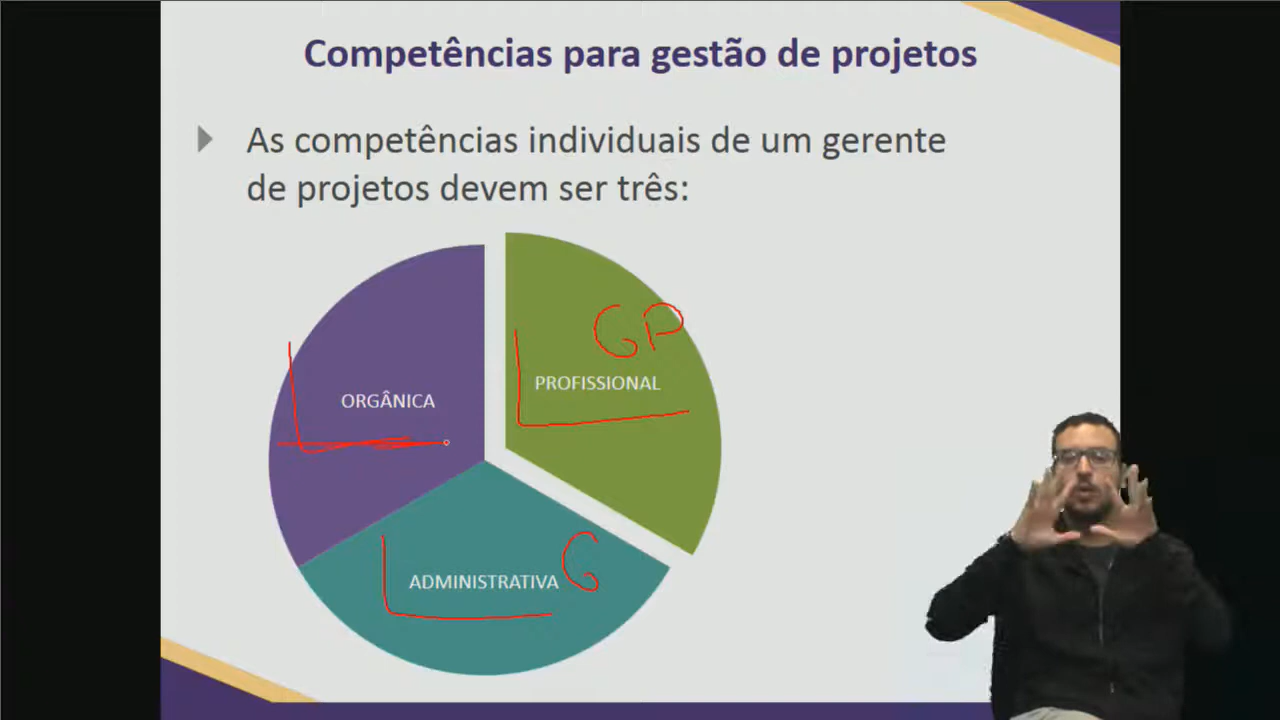 Competências para gestão de projetos
As competências individuais de um gerente
de projetos devem ser três:
GP
PROFISSIONAL
ORGÂNICA
ADMINISTRATIVA G